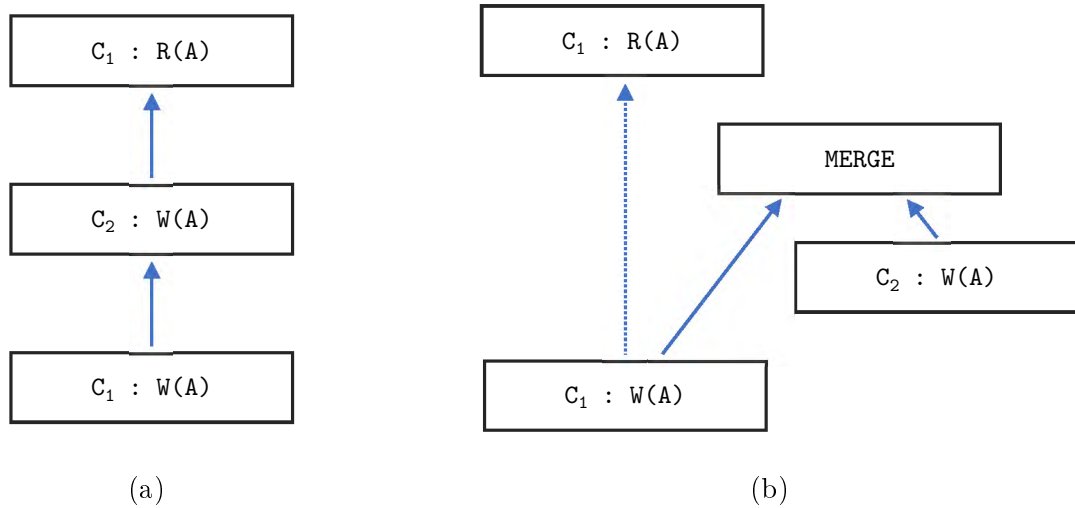 C₁ : R(A)
C₂ : W(A)
C₁ : W(A)
(a)
C₁ : R(A)
MERGE
C₂ : W(A)
C₁ : W(A)
(b)